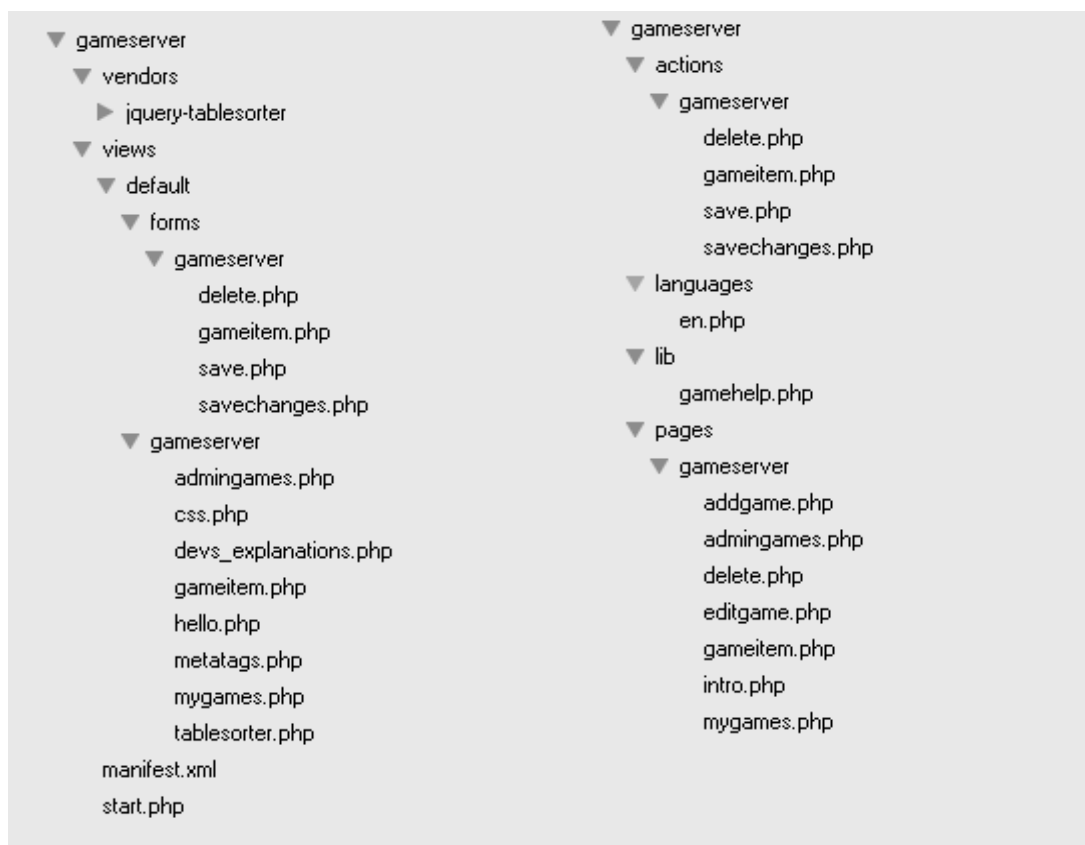 gameserver
vendors
jquery-tablesorter
views
default
forms
gameserver
delete.php
gameitem.php
save.php
savechanges.php
gameserver
admingames.php
css.php
devs_explanations.php
gameitem.php
hello.php
metatags.php
mygames.php
tablesorter.php
manifest.xml
start.php
gameserver
actions
gameserver
delete.php
gameitem.php
save.php
savechanges.php
languages
en.php
lib
gamehelp.php
pages
gameserver
addgame.php
admingames.php
delete.php
editgame.php
gameitem.php
intro.php
mygames.php